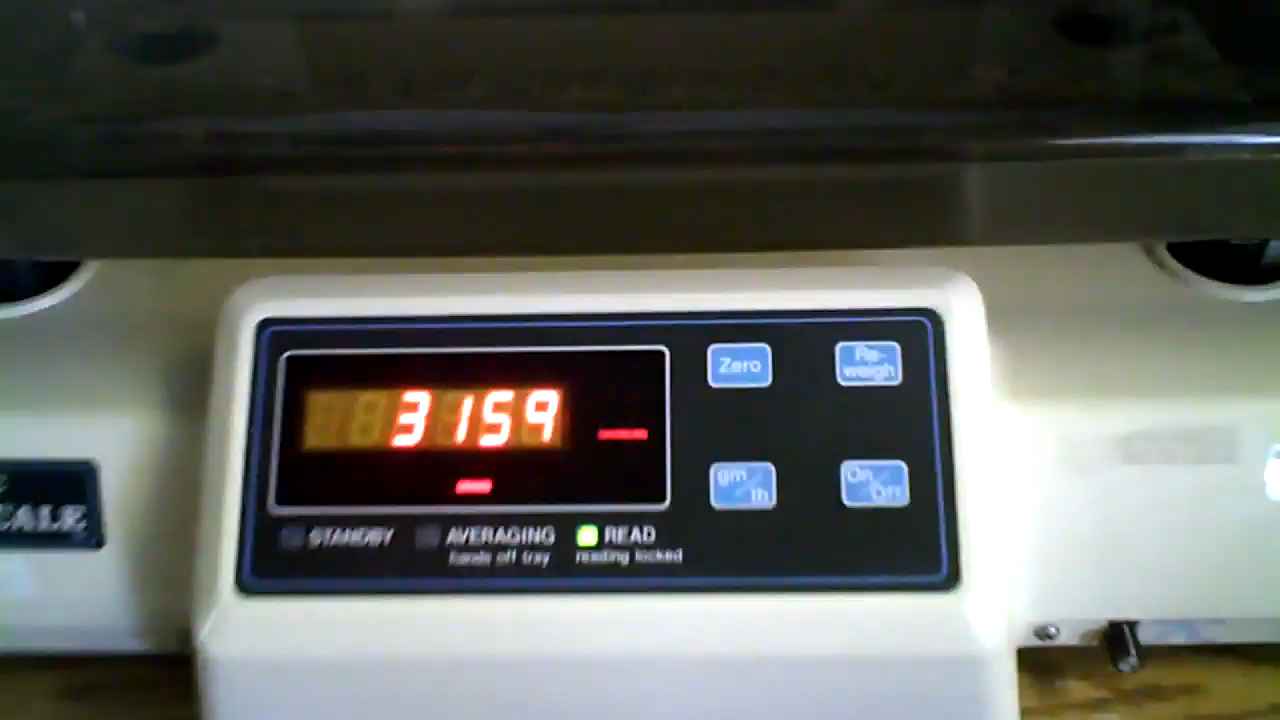 CALE
3159
Zero
Re-
weigh
gm/lb
On/Off
STANDBY
AVERAGING
hands off tray
READ
reading locked